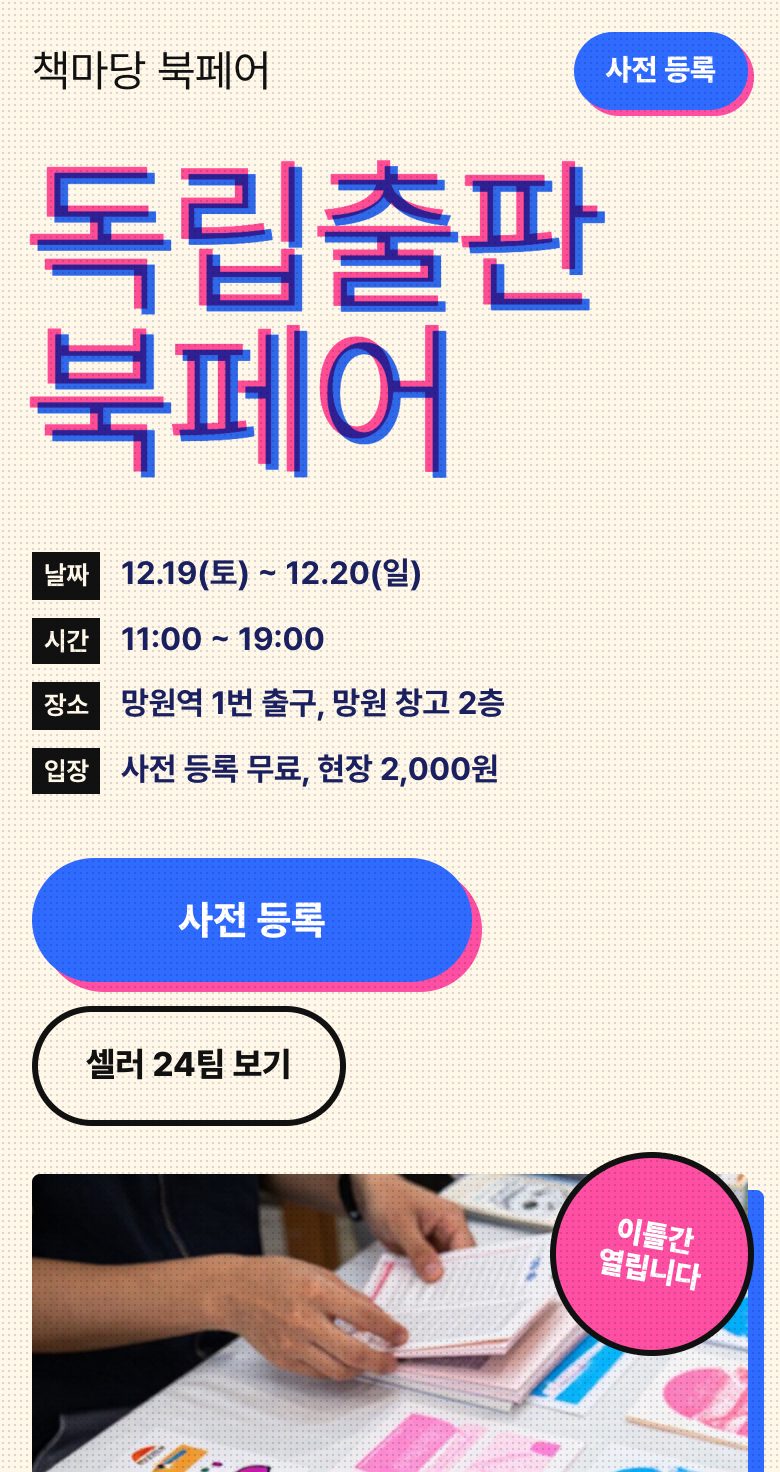 책마당 북페어
사전 등록
독립출판
북페어
날짜 12.19(토) ~ 12.20(일)
시간 11:00 ~ 19:00
장소 망원역 1번 출구, 망원 창고 2층
입장 사전 등록 무료, 현장 2,000원
사전 등록
셀러 24팀 보기
이틀간
열립니다